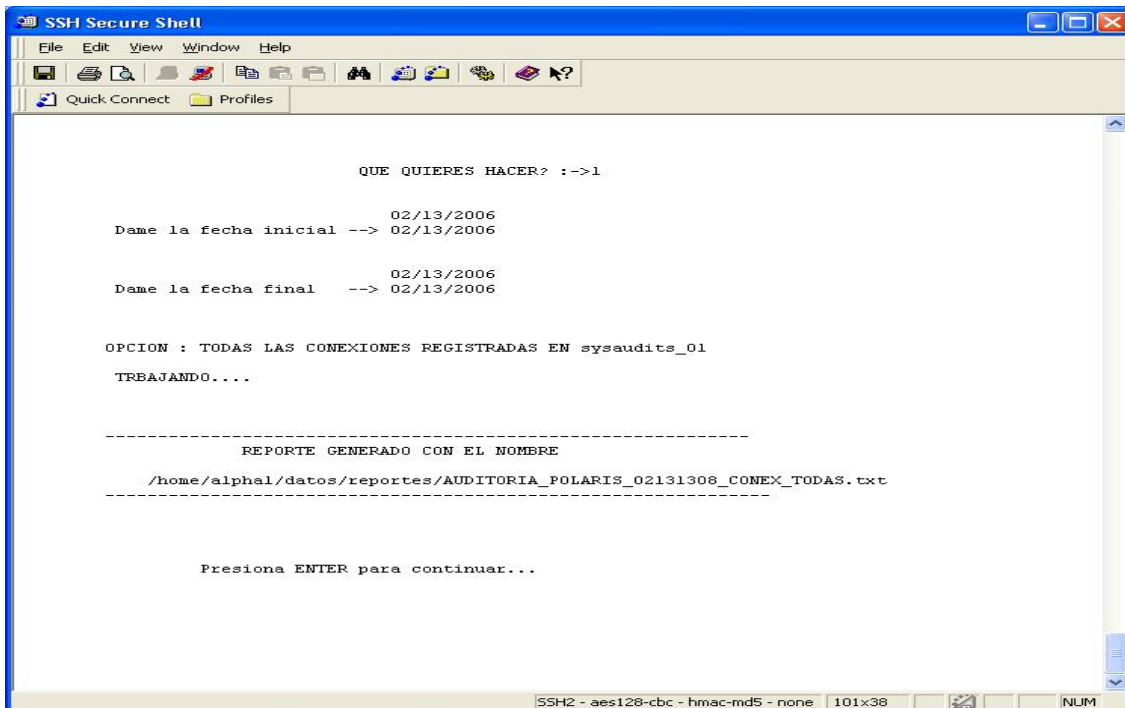 SSH Secure Shell
File Edit View Window Help
Quick Connect Profiles
QUE QUIERES HACER? :->1
02/13/2006
Dame la fecha inicial --> 02/13/2006
02/13/2006
Dame la fecha final --> 02/13/2006
OPCION : TODAS LAS CONEXIONES REGISTRADAS EN sysaudits_01
TRBAJANDO....
--------------------------------------------------------------
REPORTE GENERADO CON EL NOMBRE
/home/alphal/datos/reportes/AUDITORIA_POLARIS_02131308_CONEX_TODAS.txt
----------------------------------------------------------------
Presiona ENTER para continuar...
SSH2 - aes128-cbc - hmac-md5 - none 101x38 NUM